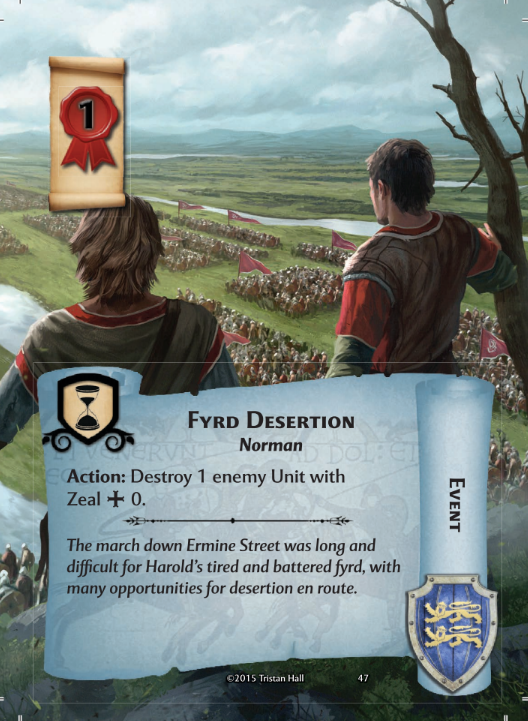 1
FYRD DESERTION
Norman
Action: Destroy 1 enemy Unit with
Zeal ✚ 0.
The march down Ermine Street was long and
difficult for Harold's tired and battered fyrd, with
many opportunities for desertion en route.
EVENT
©2015 Tristan Hall
47